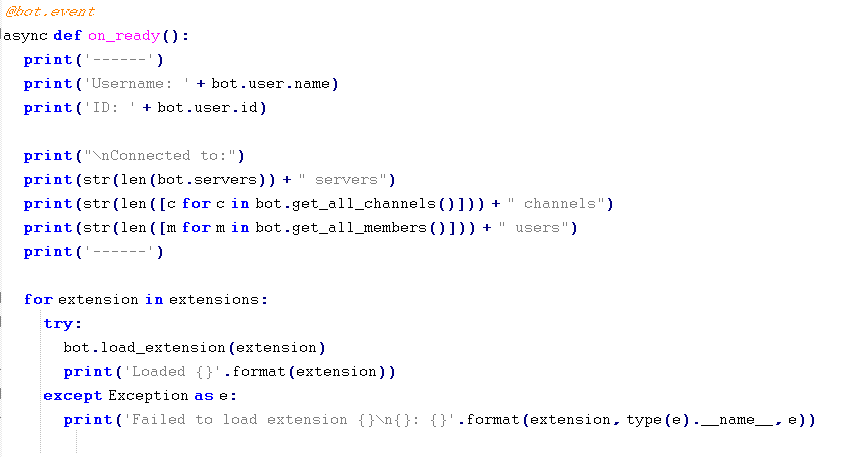 @bot.event
async def on_ready():
print('------')
print('Username: ' + bot.user.name)
print('ID: ' + bot.user.id)
print("\nConnected to:")
print(str(len(bot.servers)) + " servers")
print(str(len([c for c in bot.get_all_channels()])) + " channels")
print(str(len([m for m in bot.get_all_members()])) + " users")
print('------')
for extension in extensions:
try:
bot.load_extension(extension)
print('Loaded {}'.format(extension))
except Exception as e:
print('Failed to load extension {}\n{}: {}'.format(extension, type(e).__name__, e))